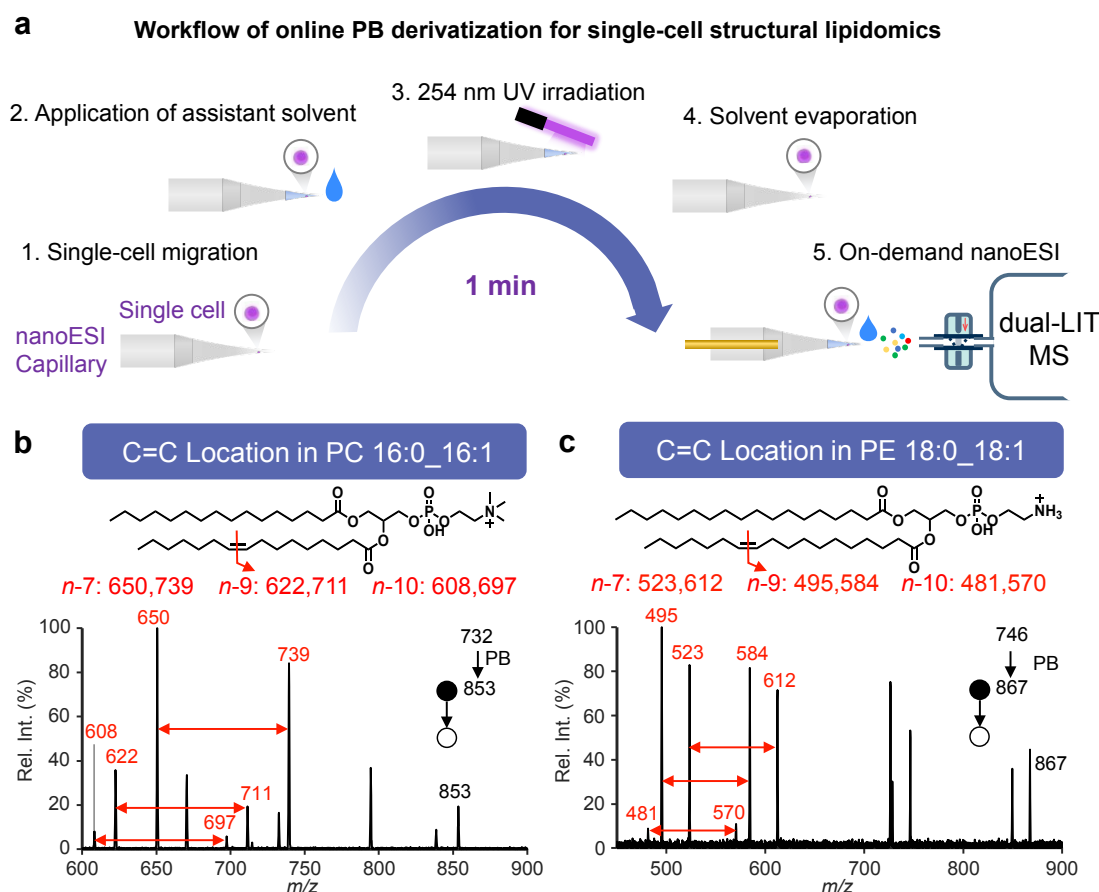 a
Workflow of online PB derivatization for single-cell structural lipidomics
1. Single-cell migration
Single cell
nanoESI
Capillary
2. Application of assistant solvent
3. 254 nm UV irradiation
4. Solvent evaporation
5. On-demand nanoESI
dual-LIT
MS
1 min
b
C=C Location in PC 16:0_16:1
O
O
O
O
P
O
OH
O
N
+
n-7: 650,739 n-9: 622,711 n-10: 608,697
Rel. Int. (%)
100
80
60
40
20
0
608
622
650
697
711
739
853
732
PB
853
600 650 700 750 800 850 900
m/z
c
C=C Location in PE 18:0_18:1
O
O
O
O
P
O
OH
O
NH3
+
n-7: 523,612 n-9: 495,584 n-10: 481,570
Rel. Int. (%)
100
80
60
40
20
0
481
495
523
570
584
612
867
746
PB
867
500 600 700 800 900
m/z